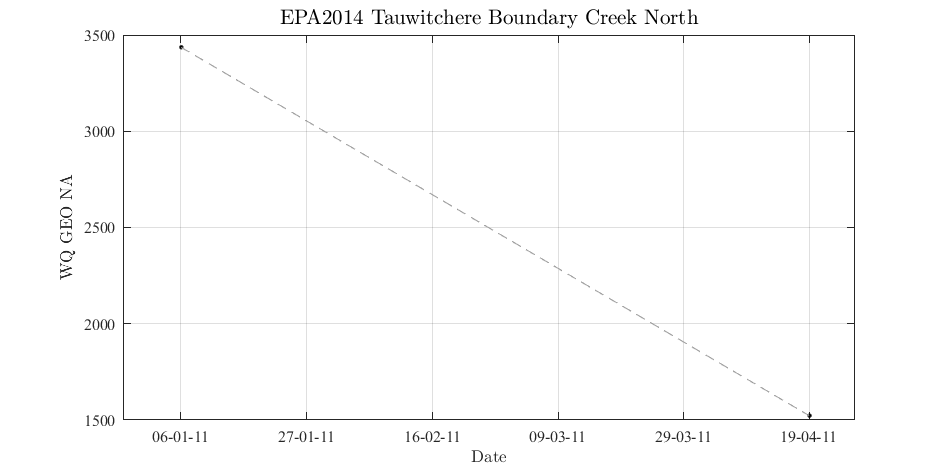 EPA2014 Tauwitchere Boundary Creek North
3500
3000
2500
2000
1500
WQ GEO NA
06-01-11 27-01-11 16-02-11 09-03-11 29-03-11 19-04-11
Date